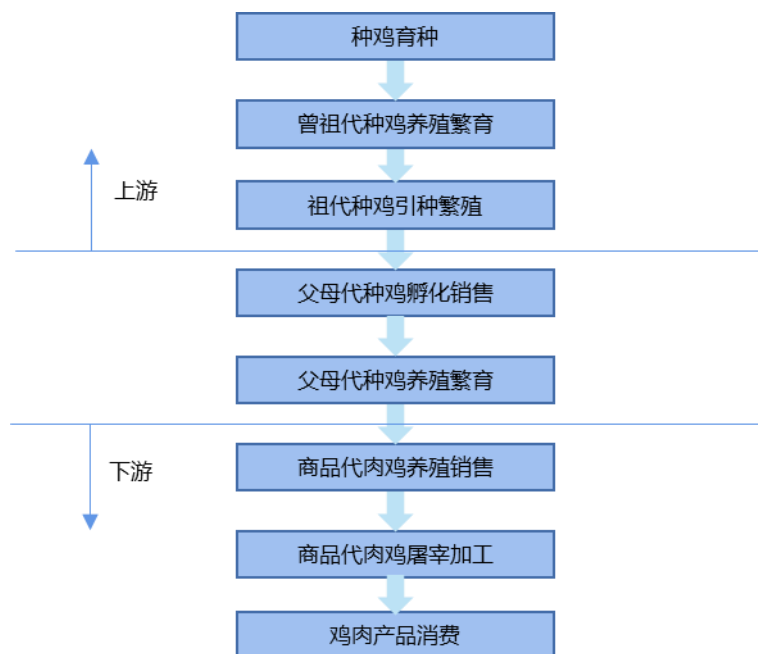 种鸡育种
曾祖代种鸡养殖繁育
上游
祖代种鸡引种繁殖
父母代种鸡孵化销售
父母代种鸡养殖繁育
商品代肉鸡养殖销售
下游
商品代肉鸡屠宰加工
鸡肉产品消费